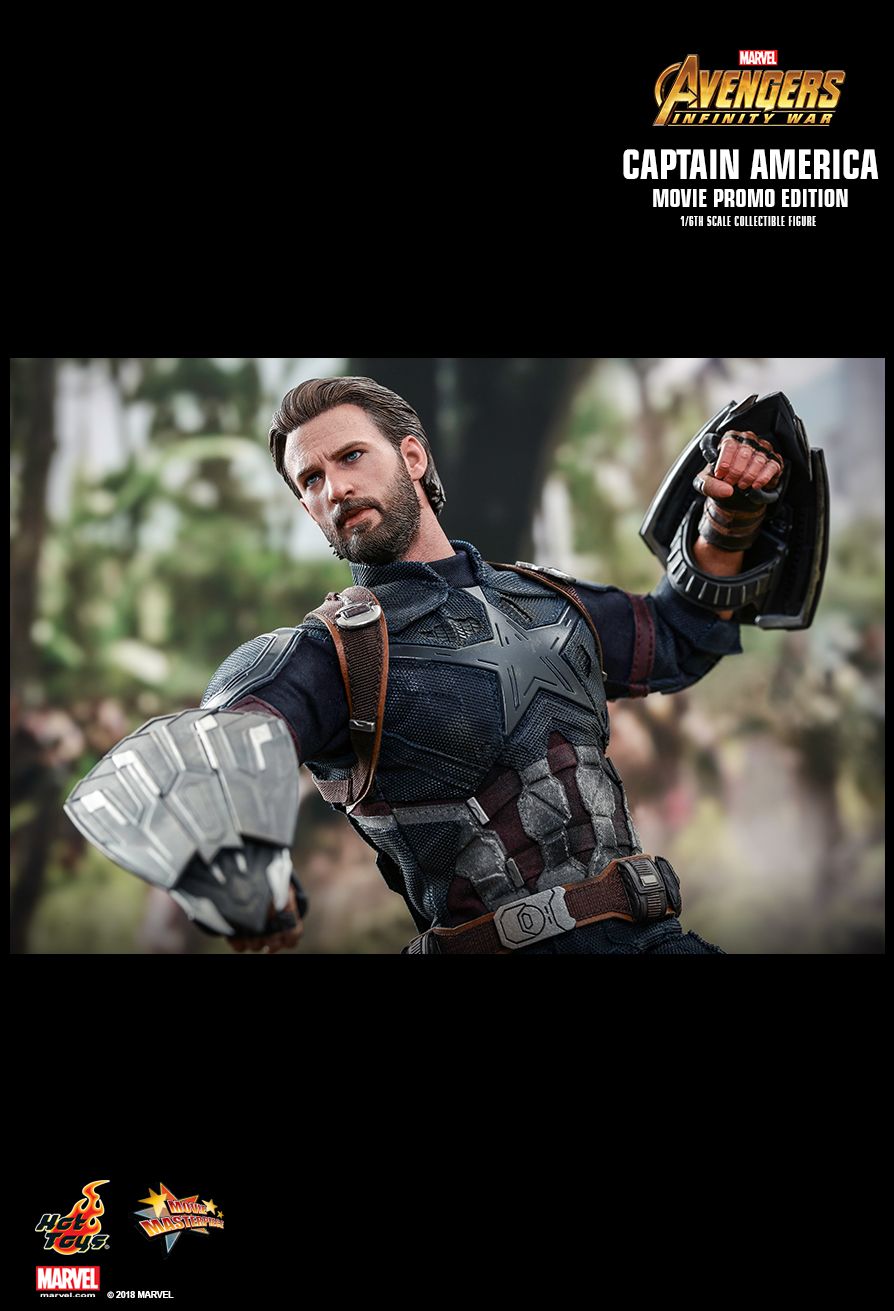 MARVEL
AVENGERS
INFINITY WAR
CAPTAIN AMERICA
MOVIE PROMO EDITION
1/6TH SCALE COLLECTIBLE FIGURE
Hot Toys
MOVIE
MASTERPIECE
MARVEL
marvel.com
© 2018 MARVEL